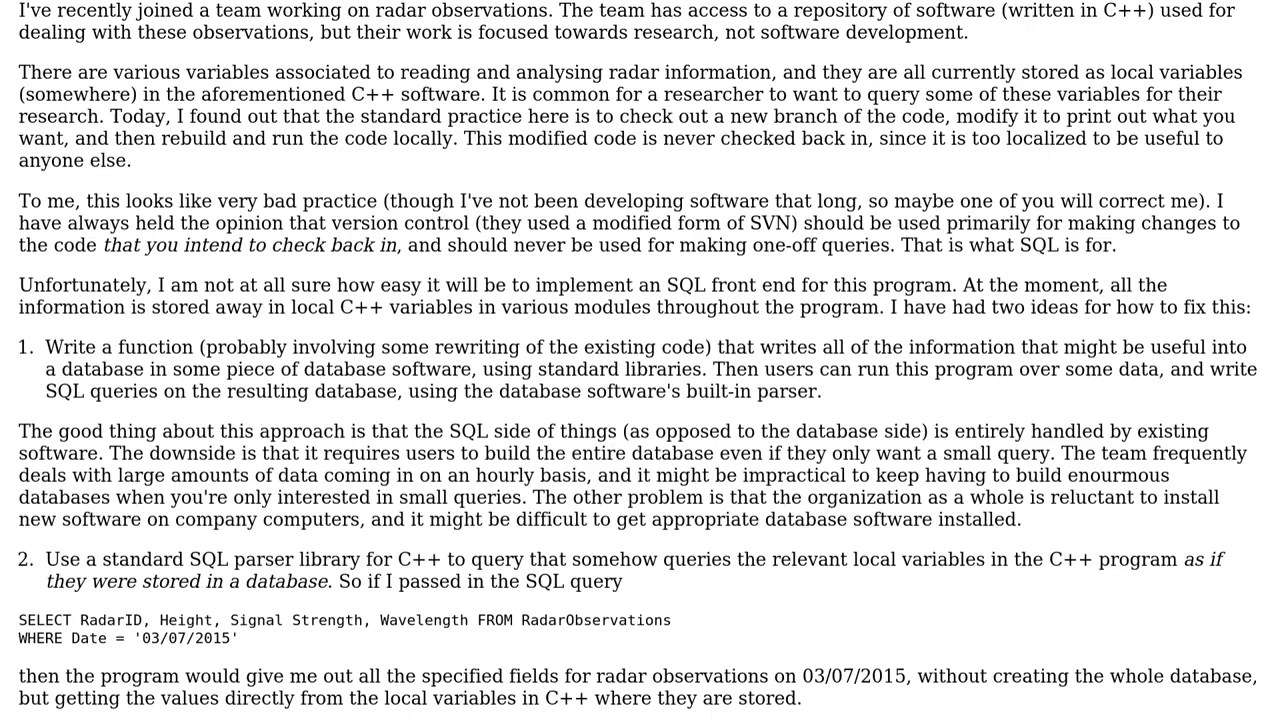 I've recently joined a team working on radar observations. The team has access to a repository of software (written in C++) used for
dealing with these observations, but their work is focused towards research, not software development.
There are various variables associated to reading and analysing radar information, and they are all currently stored as local variables
(somewhere) in the aforementioned C++ software. It is common for a researcher to want to query some of these variables for their
research. Today, I found out that the standard practice here is to check out a new branch of the code, modify it to print out what you
want, and then rebuild and run the code locally. This modified code is never checked back in, since it is too localized to be useful to
anyone else.
To me, this looks like very bad practice (though I've not been developing software that long, so maybe one of you will correct me). I
have always held the opinion that version control (they used a modified form of SVN) should be used primarily for making changes to
the code that you intend to check back in, and should never be used for making one-off queries. That is what SQL is for.
Unfortunately, I am not at all sure how easy it will be to implement an SQL front end for this program. At the moment, all the
information is stored away in local C++ variables in various modules throughout the program. I have had two ideas for how to fix this:
1. Write a function (probably involving some rewriting of the existing code) that writes all of the information that might be useful into
a database in some piece of database software, using standard libraries. Then users can run this program over some data, and write
SQL queries on the resulting database, using the database software's built-in parser.
The good thing about this approach is that the SQL side of things (as opposed to the database side) is entirely handled by existing
software. The downside is that it requires users to build the entire database even if they only want a small query. The team frequently
deals with large amounts of data coming in on an hourly basis, and it might be impractical to keep having to build enourmous
databases when you're only interested in small queries. The other problem is that the organization as a whole is reluctant to install
new software on company computers, and it might be difficult to get appropriate database software installed.
2. Use a standard SQL parser library for C++ to query that somehow queries the relevant local variables in the C++ program as if
they were stored in a database. So if I passed in the SQL query
SELECT RadarID, Height, Signal Strength, Wavelength FROM RadarObservations
WHERE Date = '03/07/2015'
then the program would give me out all the specified fields for radar observations on 03/07/2015, without creating the whole database,
but getting the values directly from the local variables in C++ where they are stored.